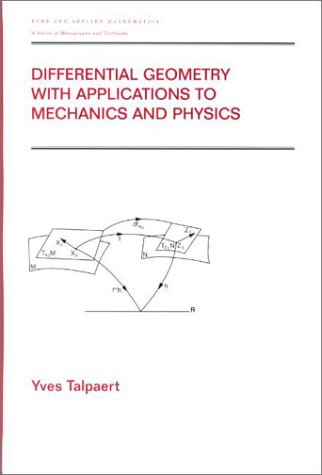 PURE AND APPLIED MATHEMATICS
A Series of Monographs and Textbooks
DIFFERENTIAL GEOMETRY
WITH APPLICATIONS TO
MECHANICS AND PHYSICS
df
X
Z
f
M
N
f*h
h
R
Yves Talpaert